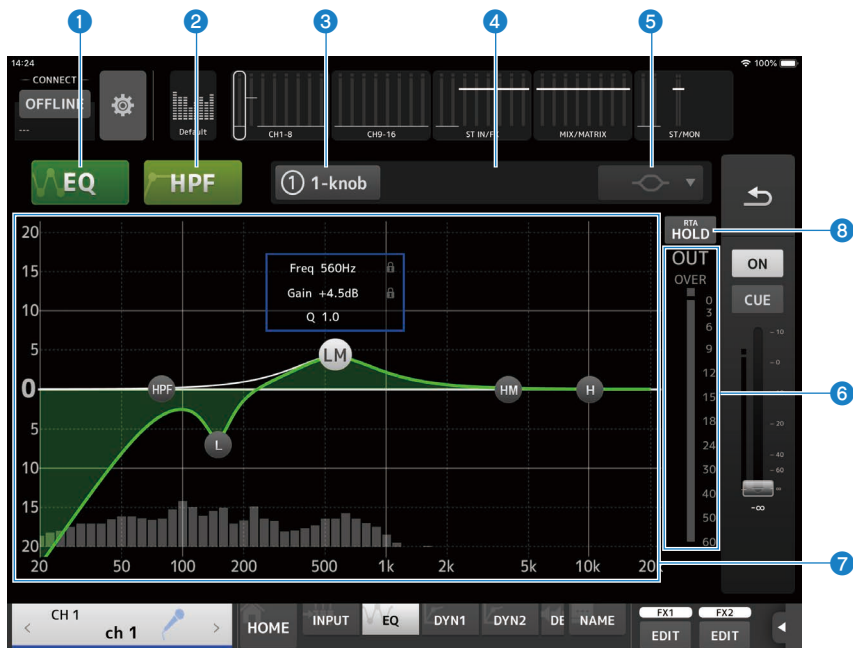 1 2 3 4 5
14:24 100%
CONNECT
OFFLINE
---
Default
CH1-8 CH9-16 ST IN/FX MIX/MATRIX ST/MON
EQ HPF 1 1-knob
RTA
HOLD 8
OUT
OVER
0
3
6
9
12
15
18
24
30
40
50
60
6
ON
CUE
10
0
20
40
60
∞
-∞
20
15
10
5
0
5
10
15
20
Freq 560Hz
Gain +4.5dB
Q 1.0
HPF L LM HM H
20 50 100 200 500 1k 2k 5k 10k 20k
7
CH 1
< ch 1 >
HOME INPUT EQ DYN1 DYN2 DE NAME
FX1 FX2
EDIT EDIT